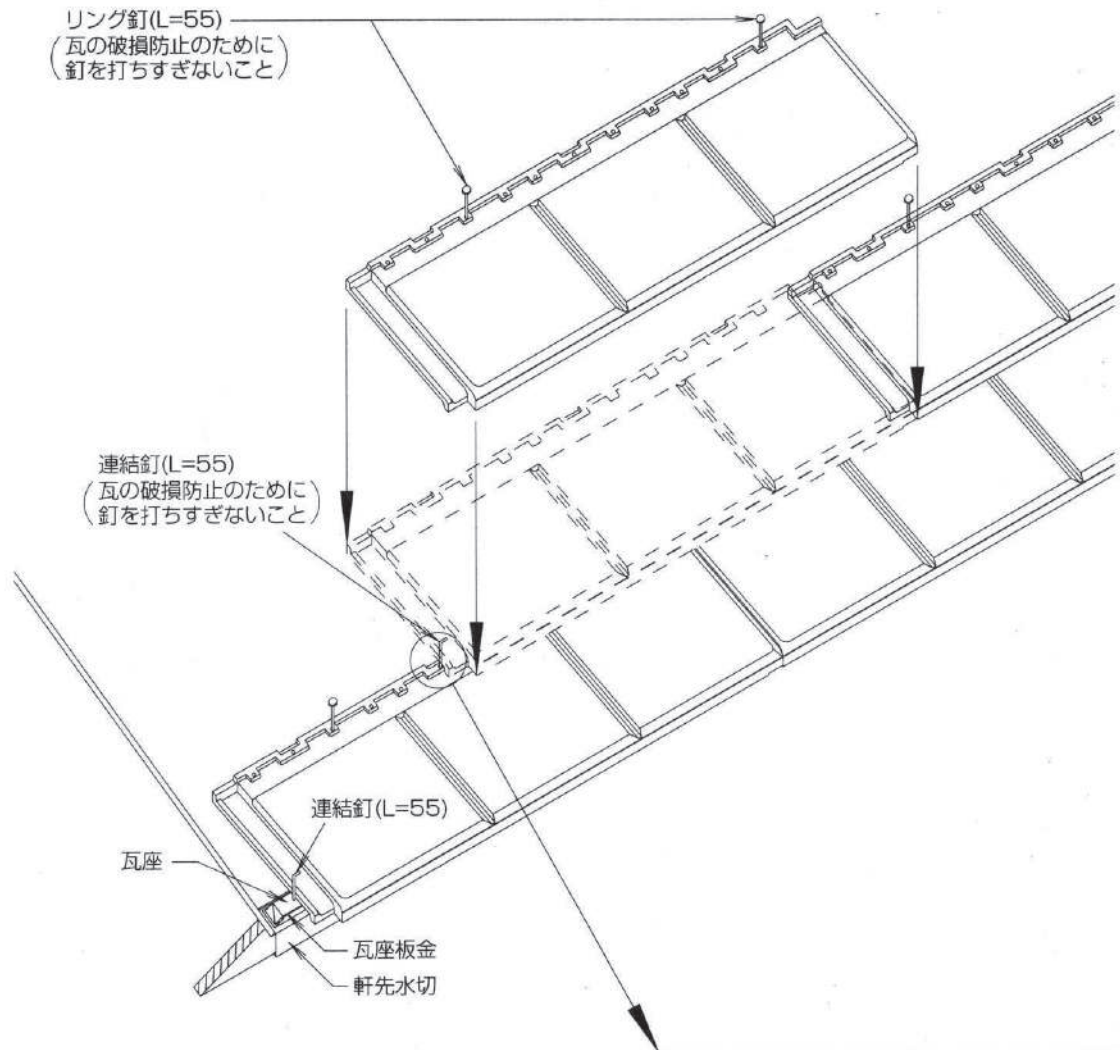 リング釘(L=55)
(瓦の破損防止のために
釘を打ちすぎないこと)
連結釘(L=55)
(瓦の破損防止のために
釘を打ちすぎないこと)
連結釘(L=55)
瓦座
瓦座板金
軒先水切